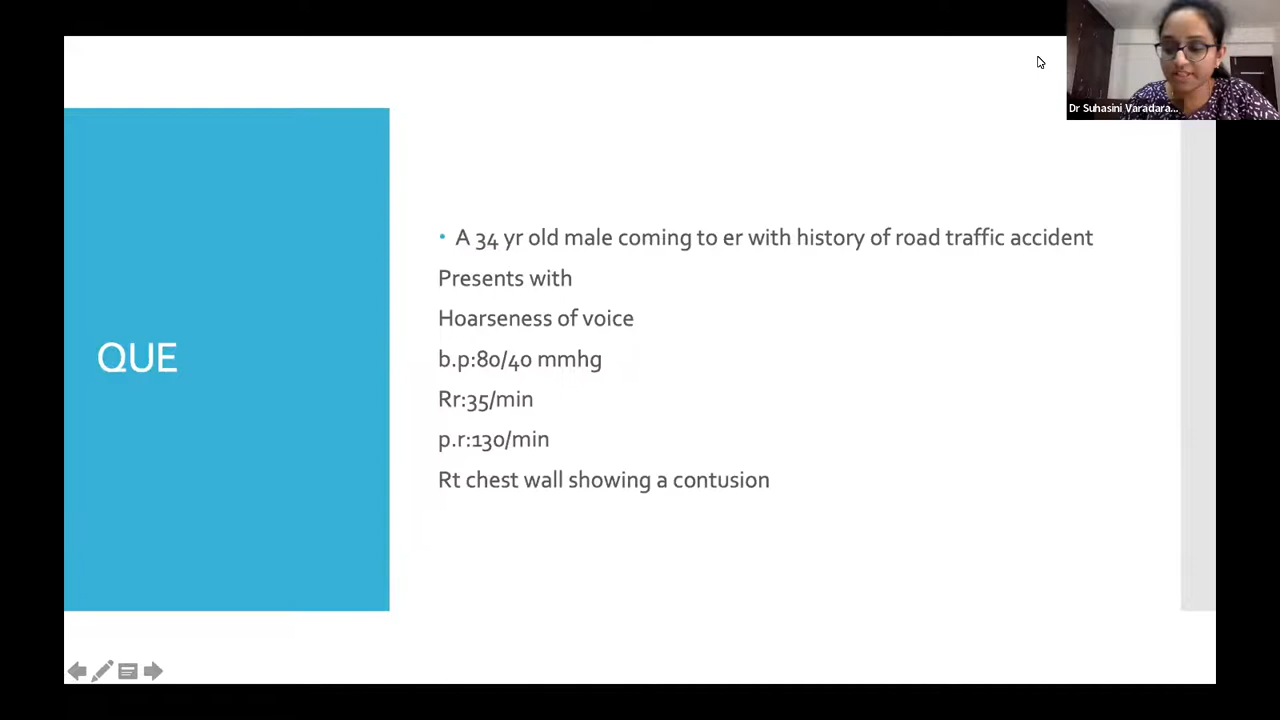 Dr Suhasini Varadara...
• A 34 yr old male coming to er with history of road traffic accident
Presents with
Hoarseness of voice
b.p:80/40 mmhg
Rr:35/min
QUE
p.r:130/min
Rt chest wall showing a contusion